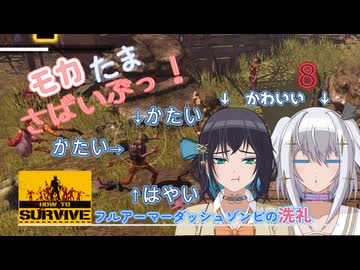 モカたま
さばいぶっ！
8
↓ かわいい ↓
↓かたい
かたい→
↑はやい
HOW TO
SURVIVE
フルアーマーダッシュゾンビの洗礼